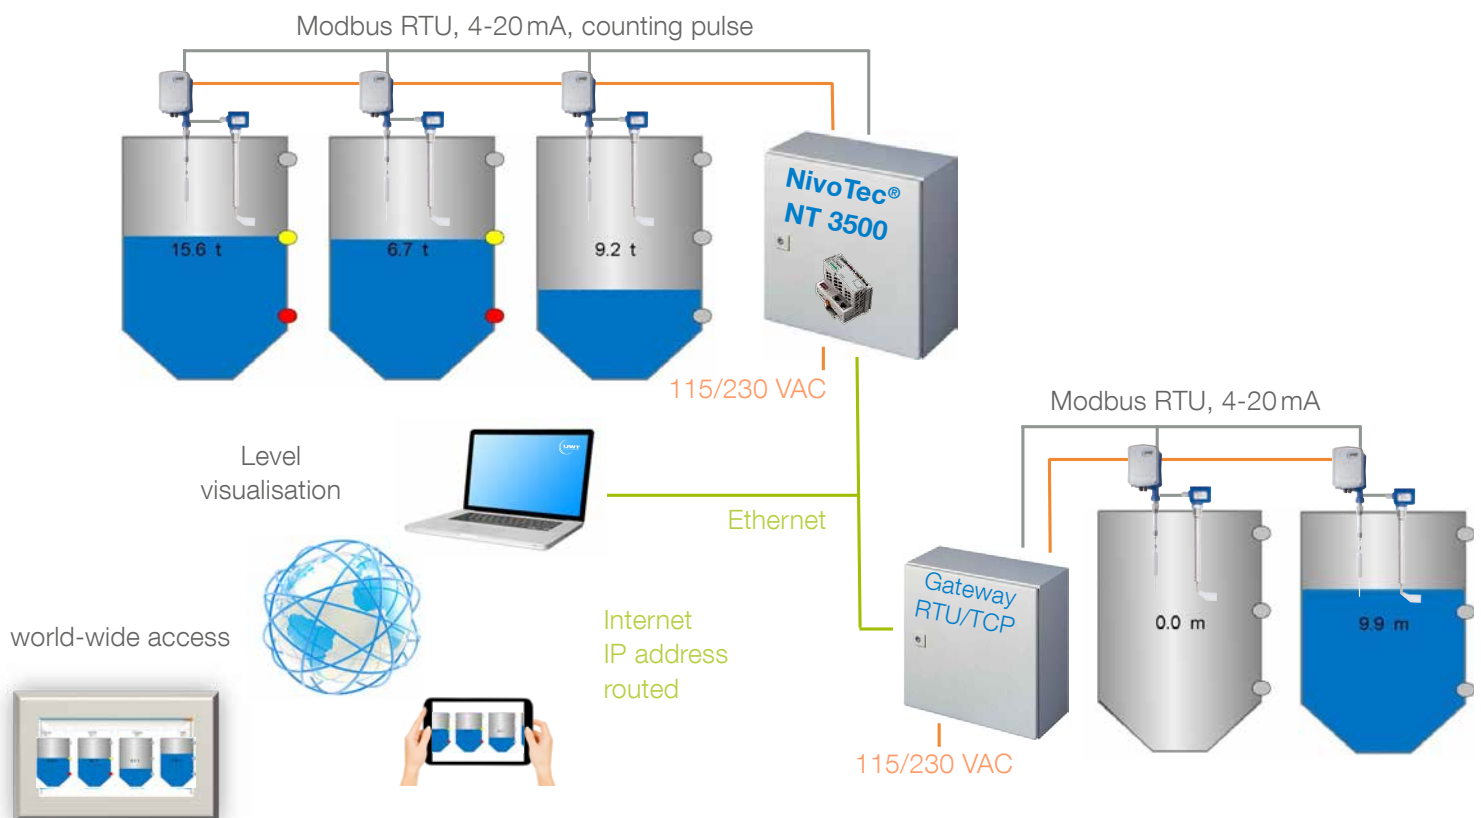 Modbus RTU, 4-20 mA, counting pulse
NivoTec®
NT 3500
15.6 t
6.7 t
9.2 t
115/230 VAC
Modbus RTU, 4-20 mA
Level
visualisation
UWT
Ethernet
Gateway
RTU/TCP
0.0 m
9.9 m
Internet
IP address
routed
world-wide access
115/230 VAC